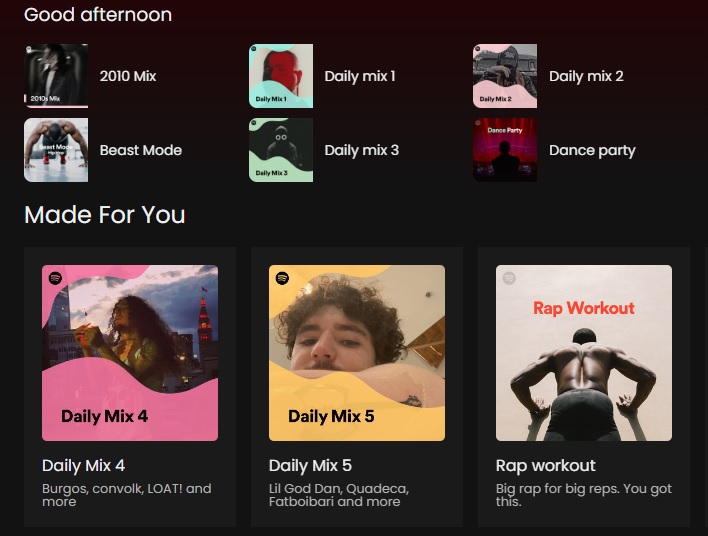 Good afternoon
2010s Mix
2010 Mix
Daily Mix 1
Daily mix 1
Daily Mix 2
Daily mix 2
Beast Mode
Beast Mode
Daily Mix 3
Daily mix 3
Dance Party
Dance party
Made For You
Daily Mix 4
Daily Mix 5
Rap Workout
Daily Mix 4
Burgos, convolk, LOAT! and
more
Daily Mix 5
Lil God Dan, Quadeca,
Fatboibari and more
Rap workout
Big rap for big reps. You got
this.